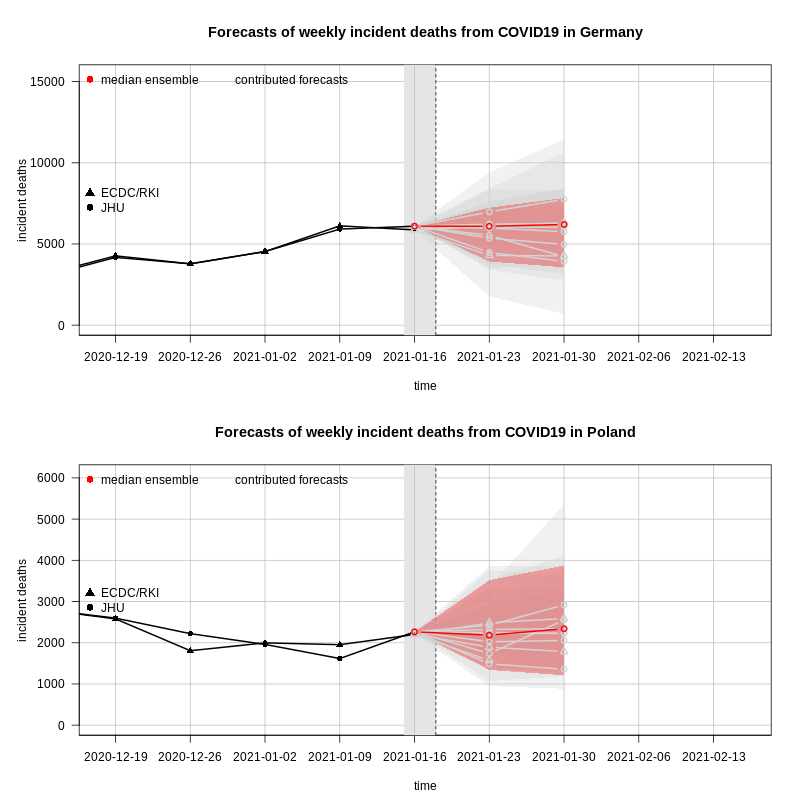 Forecasts of weekly incident deaths from COVID19 in Germany
median ensemble contributed forecasts
ECDC/RKI
JHU
incident deaths
15000
10000
5000
0
2020-12-19 2020-12-26 2021-01-02 2021-01-09 2021-01-16 2021-01-23 2021-01-30 2021-02-06 2021-02-13
time
Forecasts of weekly incident deaths from COVID19 in Poland
median ensemble contributed forecasts
ECDC/RKI
JHU
incident deaths
6000
5000
4000
3000
2000
1000
0
2020-12-19 2020-12-26 2021-01-02 2021-01-09 2021-01-16 2021-01-23 2021-01-30 2021-02-06 2021-02-13
time